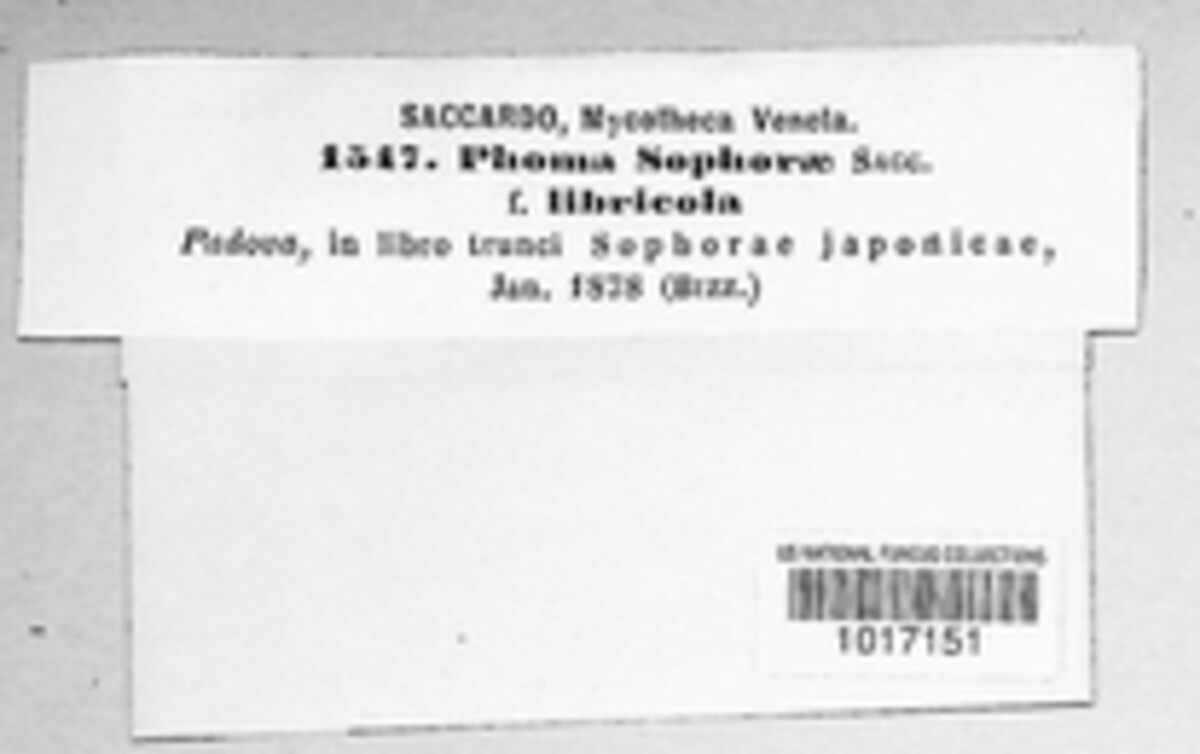 SACCARDO, Mycotheca Veneta.
1547. Phoma Sophoræ Sacc.
f. libricola
Padova, in libro trunci Sophorae japonicae,
Jan. 1878 (Bizz.)
US NATIONAL FUNGUS COLLECTIONS
1017151